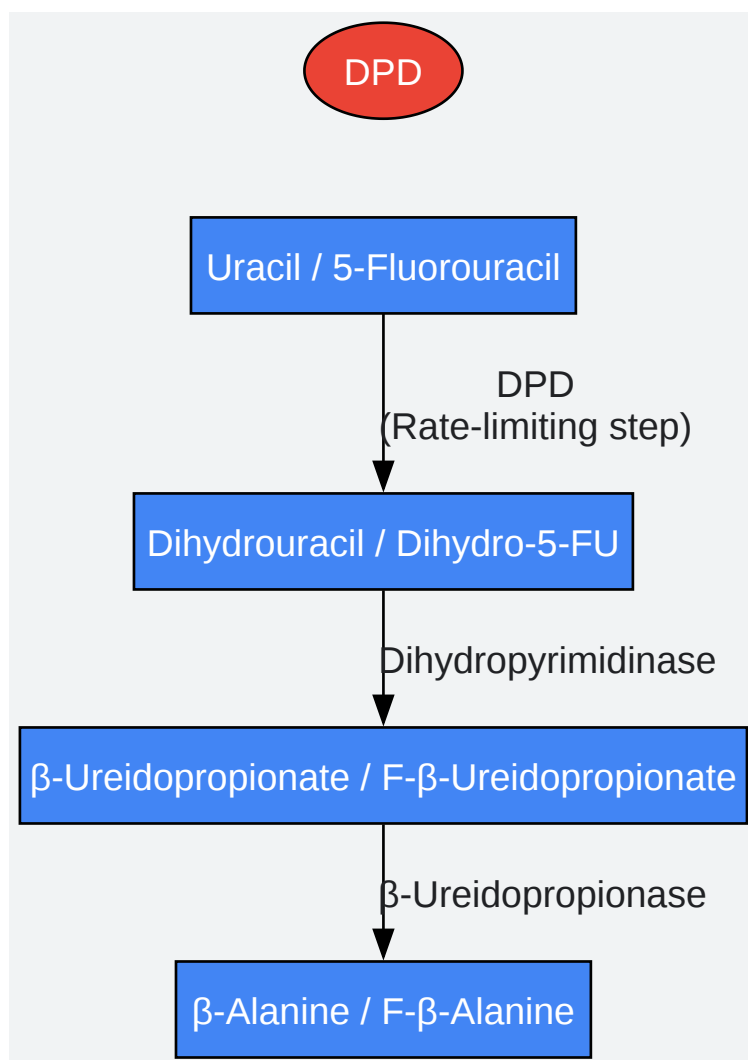 DPD
Uracil / 5-Fluorouracil
DPD
(Rate-limiting step)
Dihydrouracil / Dihydro-5-FU
Dihydropyrimidinase
β-Ureidopropionate / F-β-Ureidopropionate
β-Ureidopropionase
β-Alanine / F-β-Alanine